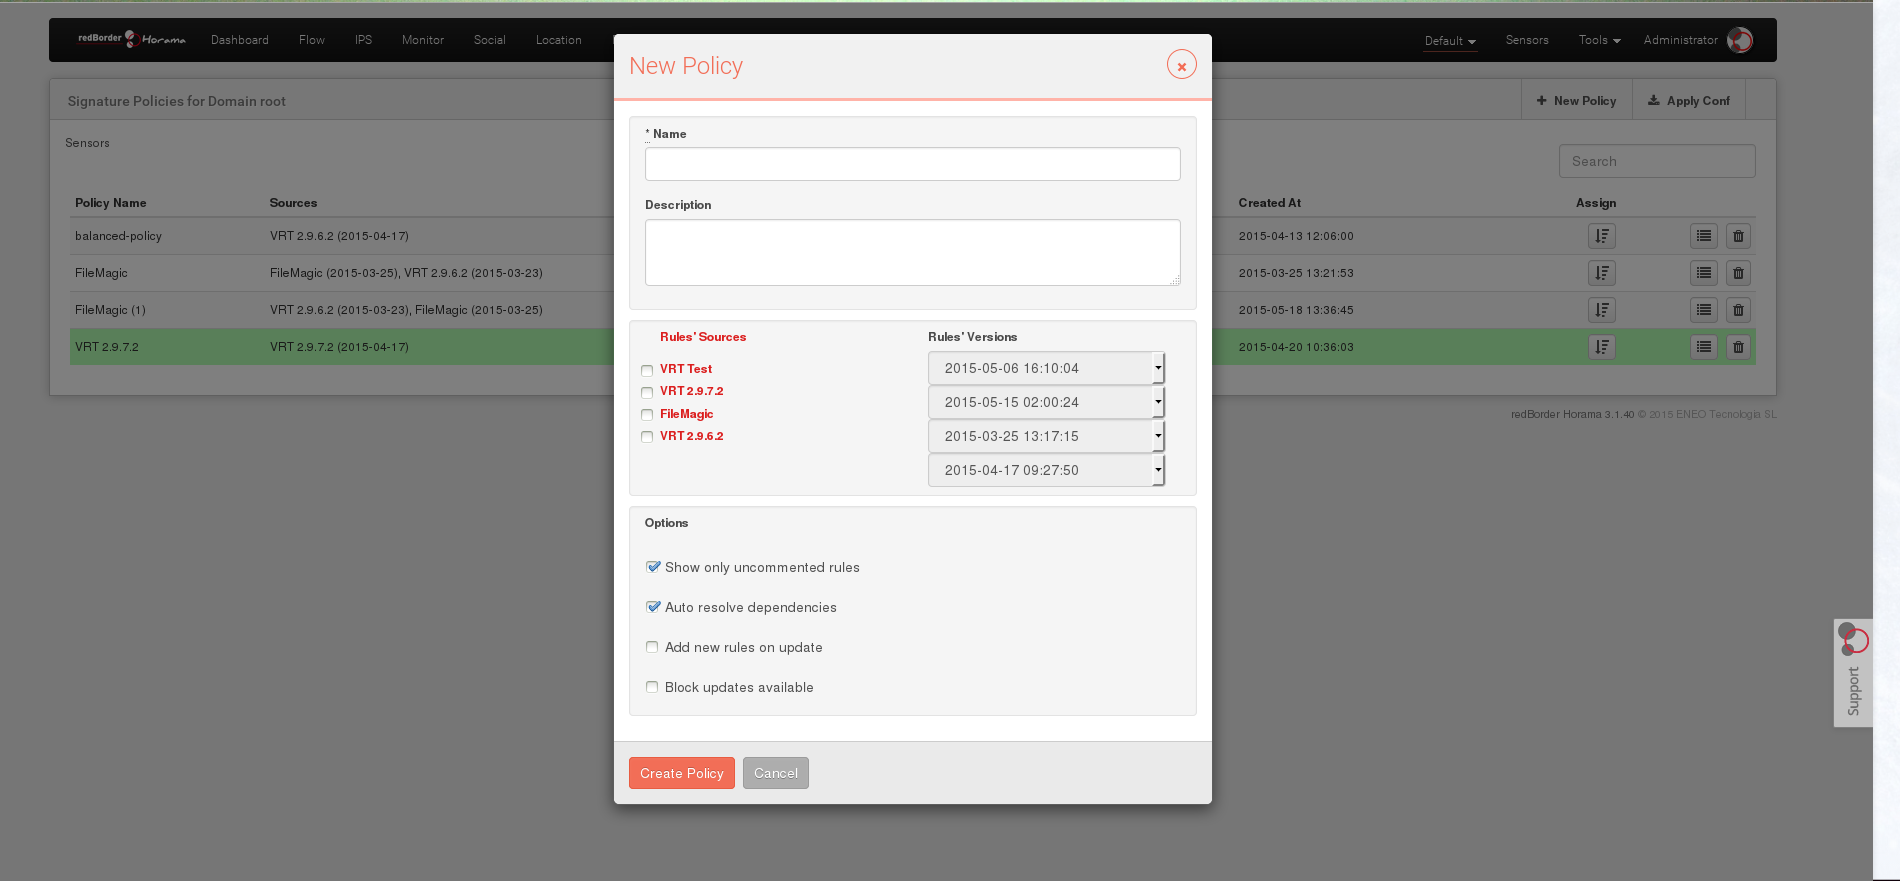 redBorder Horama Dashboard Flow IPS Monitor Social Location Default Sensors Tools Administrator
New Policy
Signature Policies for Domain root
New Policy Apply Conf
Sensors
Search
Policy Name Sources Created At Assign
balanced-policy VRT 2.9.6.2 (2015-04-17) 2015-04-13 12:06:00
FileMagic FileMagic (2015-03-25), VRT 2.9.6.2 (2015-03-23) 2015-03-25 13:21:53
FileMagic (1) VRT 2.9.6.2 (2015-03-23), FileMagic (2015-03-25) 2015-05-18 13:36:45
VRT 2.9.7.2 VRT 2.9.7.2 (2015-04-17) 2015-04-20 10:36:03
redBorder Horama 3.1.40 © 2015 ENEO Tecnologia SL
* Name
Description
Rules' Sources Rules' Versions
VRT Test 2015-05-06 16:10:04
VRT 2.9.7.2 2015-05-15 02:00:24
FileMagic 2015-03-25 13:17:15
VRT 2.9.6.2 2015-04-17 09:27:50
Options
Show only uncommented rules
Auto resolve dependencies
Add new rules on update
Block updates available
Create Policy Cancel
Support